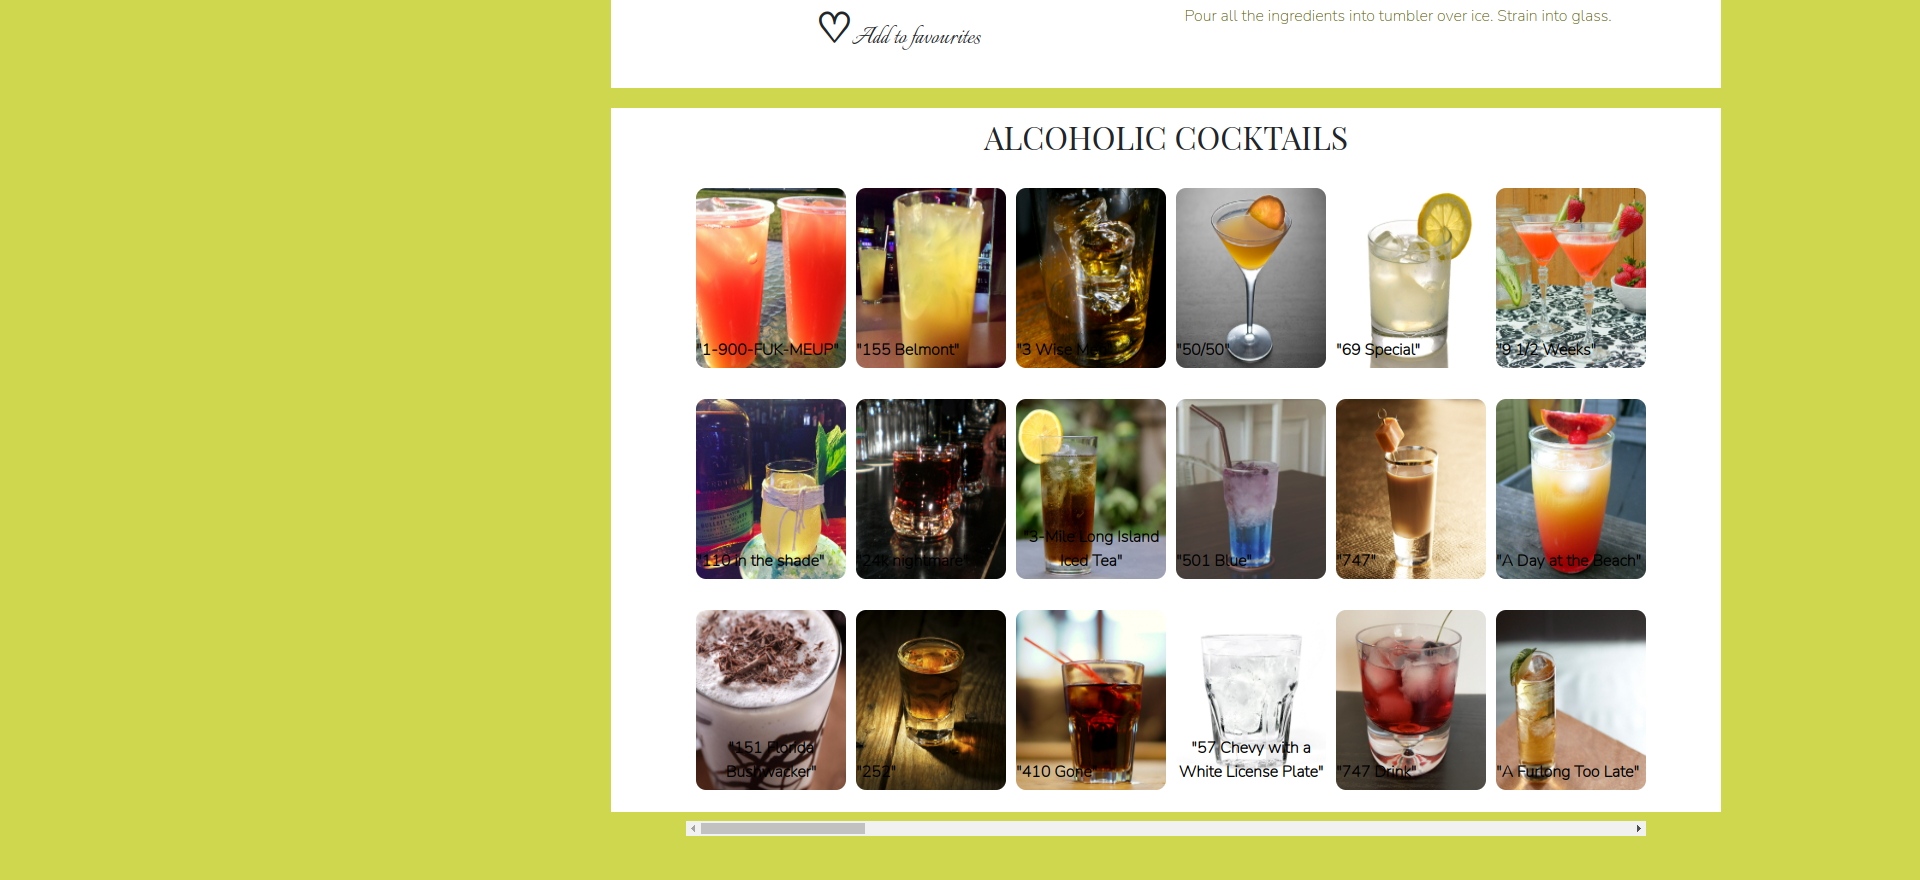 Add to favourites
Pour all the ingredients into tumbler over ice. Strain into glass.
ALCOHOLIC COCKTAILS
"1-900-FUK-MEUP"
"155 Belmont"
"3 Wise Men"
"50/50"
"69 Special"
"9 1/2 Weeks"
"110 in the shade"
"24k nightmare"
"3-Mile Long Island
Iced Tea"
"501 Blue"
"747"
"A Day at the Beach"
"151 Florida
Bushwacker"
"252"
"410 Gone"
"57 Chevy with a
White License Plate"
"747 Drink"
"A Furlong Too Late"